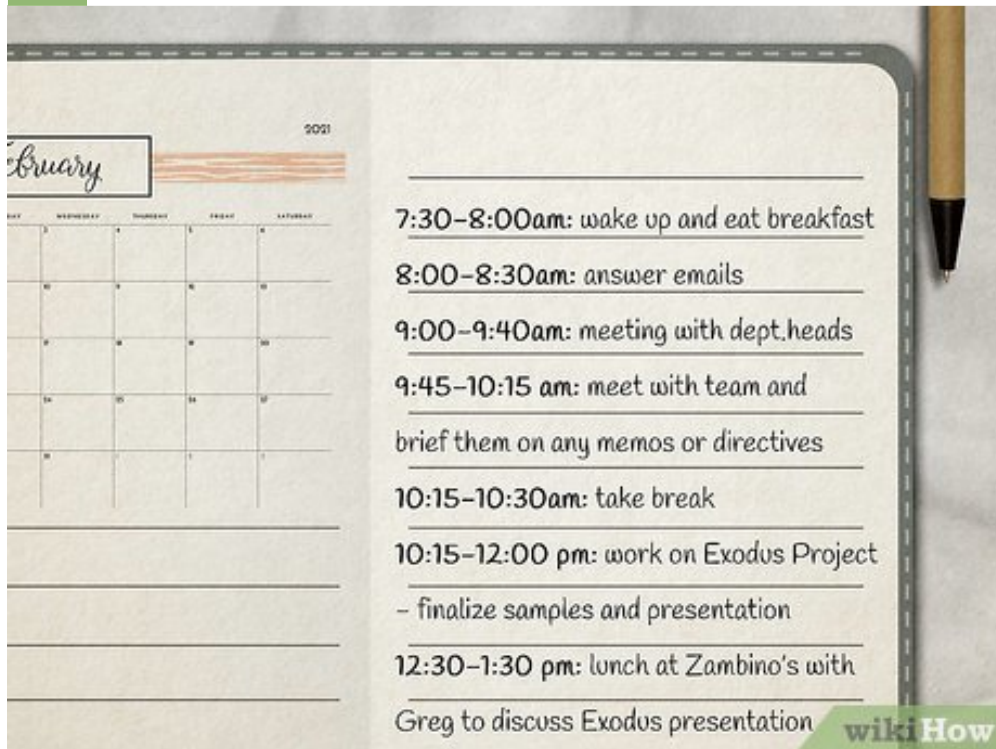 2021
ebruary
WEDNESDAY THURSDAY FRIDAY SATURDAY
7:30-8:00am: wake up and eat breakfast
8:00-8:30am: answer emails
9:00-9:40am: meeting with dept.heads
9:45-10:15 am: meet with team and
brief them on any memos or directives
10:15-10:30am: take break
10:15-12:00 pm: work on Exodus Project
- finalize samples and presentation
12:30-1:30 pm: lunch at Zambino's with
Greg to discuss Exodus presentation
wikiHow